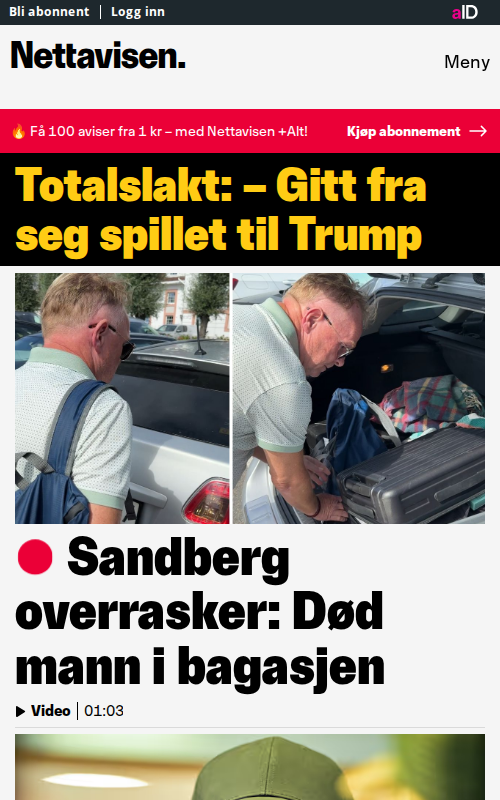 Bli abonnent | Logg inn
aID
Nettavisen.
Meny
🔥 Få 100 aviser fra 1 kr – med Nettavisen +Alt!
Kjøp abonnement →
Totalslakt: – Gitt fra
seg spillet til Trump
Sandberg
overrasker: Død
mann i bagasjen
Video | 01:03